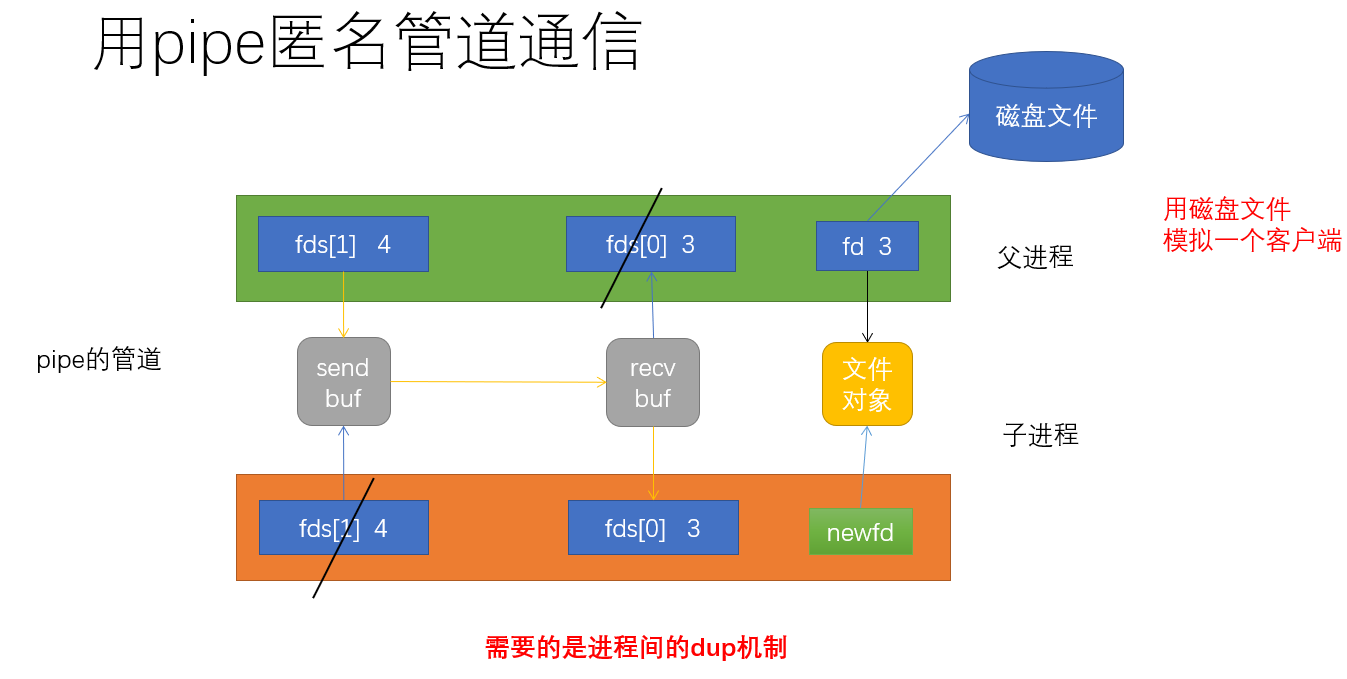 用pipe匿名管道通信
磁盘文件
用磁盘文件
模拟一个客户端
fds[1] 4
fds[0] 3
fd 3
父进程
pipe的管道
send
buf
recv
buf
文件
对象
子进程
fds[1] 4
fds[0] 3
newfd
需要的是进程间的dup机制